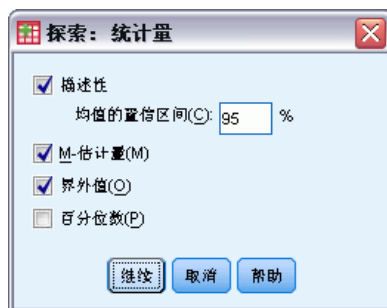 探索：统计量
描述性
均值的置信区间(C): 95 %
M-估计量(M)
界外值(O)
百分位数(P)
继续 取消 帮助